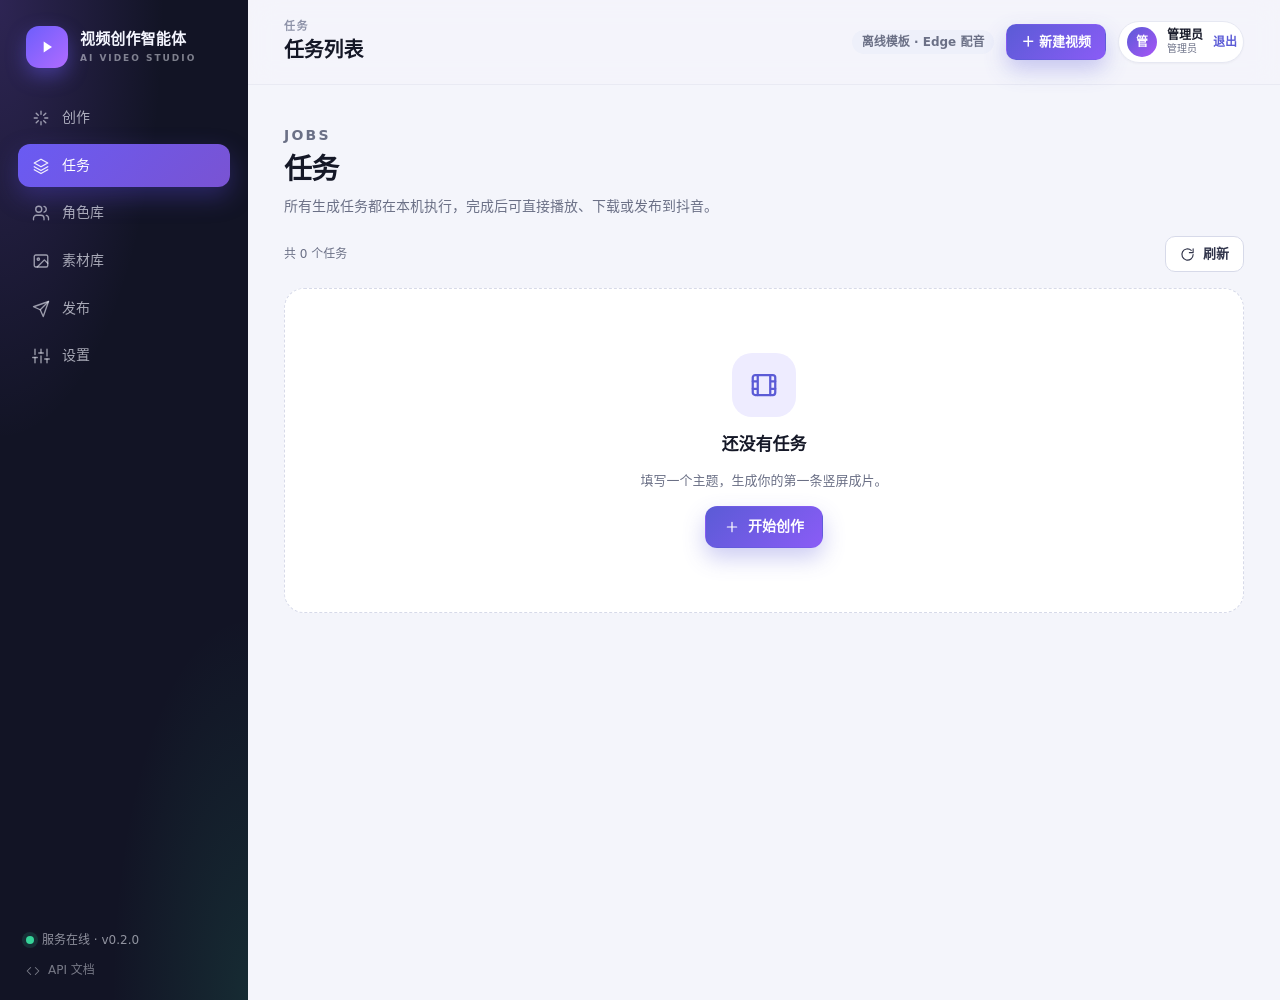 视频创作智能体
AI VIDEO STUDIO
创作
任务
角色库
素材库
发布
设置
服务在线 · v0.2.0
API 文档
任务
任务列表
离线模板 · Edge 配音
+ 新建视频
管
管理员
管理员
退出
JOBS
任务
所有生成任务都在本机执行，完成后可直接播放、下载或发布到抖音。
共 0 个任务
刷新
还没有任务
填写一个主题，生成你的第一条竖屏成片。
开始创作